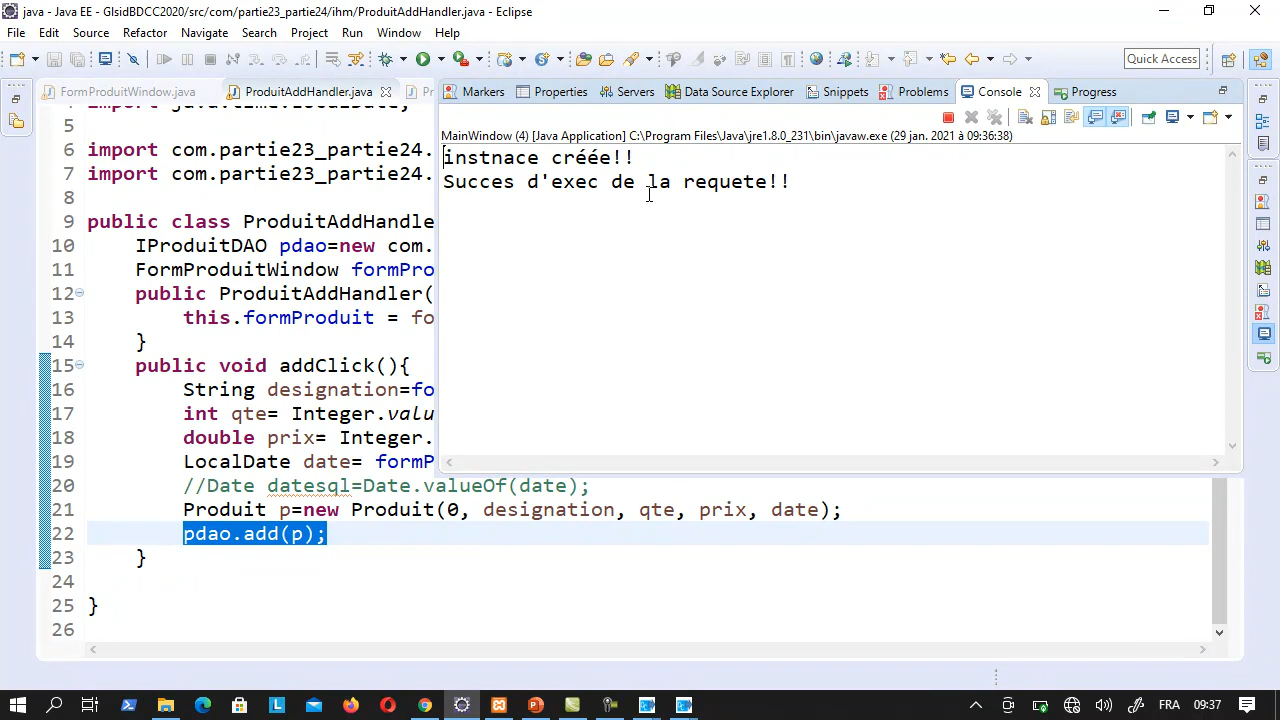 java - Java EE - GlsidBDCC2020/src/com/partie23_partie24/ihm/ProduitAddHandler.java - Eclipse
File Edit Source Refactor Navigate Search Project Run Window Help
Quick Access
FormProduitWindow.java ProduitAddHandler.java Pr
Markers Properties Servers Data Source Explorer Snippets Problems Console Progress
MainWindow (4) [Java Application] C:\Program Files\Java\jre1.8.0_231\bin\javaw.exe (29 jan. 2021 à 09:36:38)
instnace créée!!
Succes d'exec de la requete!!
5
6 import com.partie23_partie24.
7 import com.partie23_partie24.
8
9 public class ProduitAddHandle
10 IProduitDAO pdao=new com.
11 FormProduitWindow formPro
12 public ProduitAddHandler(
13 this.formProduit = fo
14 }
15 public void addClick(){
16 String designation=fo
17 int qte= Integer.valu
18 double prix= Integer.
19 LocalDate date= formP
20 //Date datesql=Date.valueOf(date);
21 Produit p=new Produit(0, designation, qte, prix, date);
22 pdao.add(p);
23 }
24
25 }
26
FRA 09:37